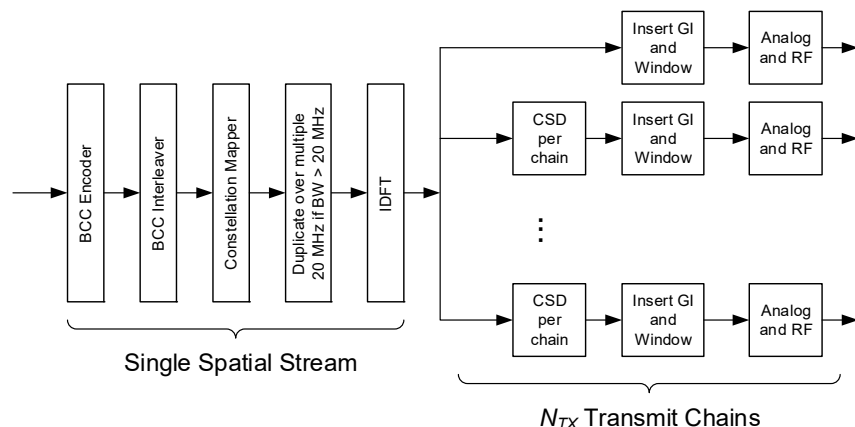 BCC Encoder
BCC Interleaver
Constellation Mapper
Duplicate over multiple
20 MHz if BW > 20 MHz
IDFT
Insert GI
and
Window
Analog
and RF
CSD
per
chain
Insert GI
and
Window
Analog
and RF
⋮
CSD
per
chain
Insert GI
and
Window
Analog
and RF
Single Spatial Stream
N_TX Transmit Chains